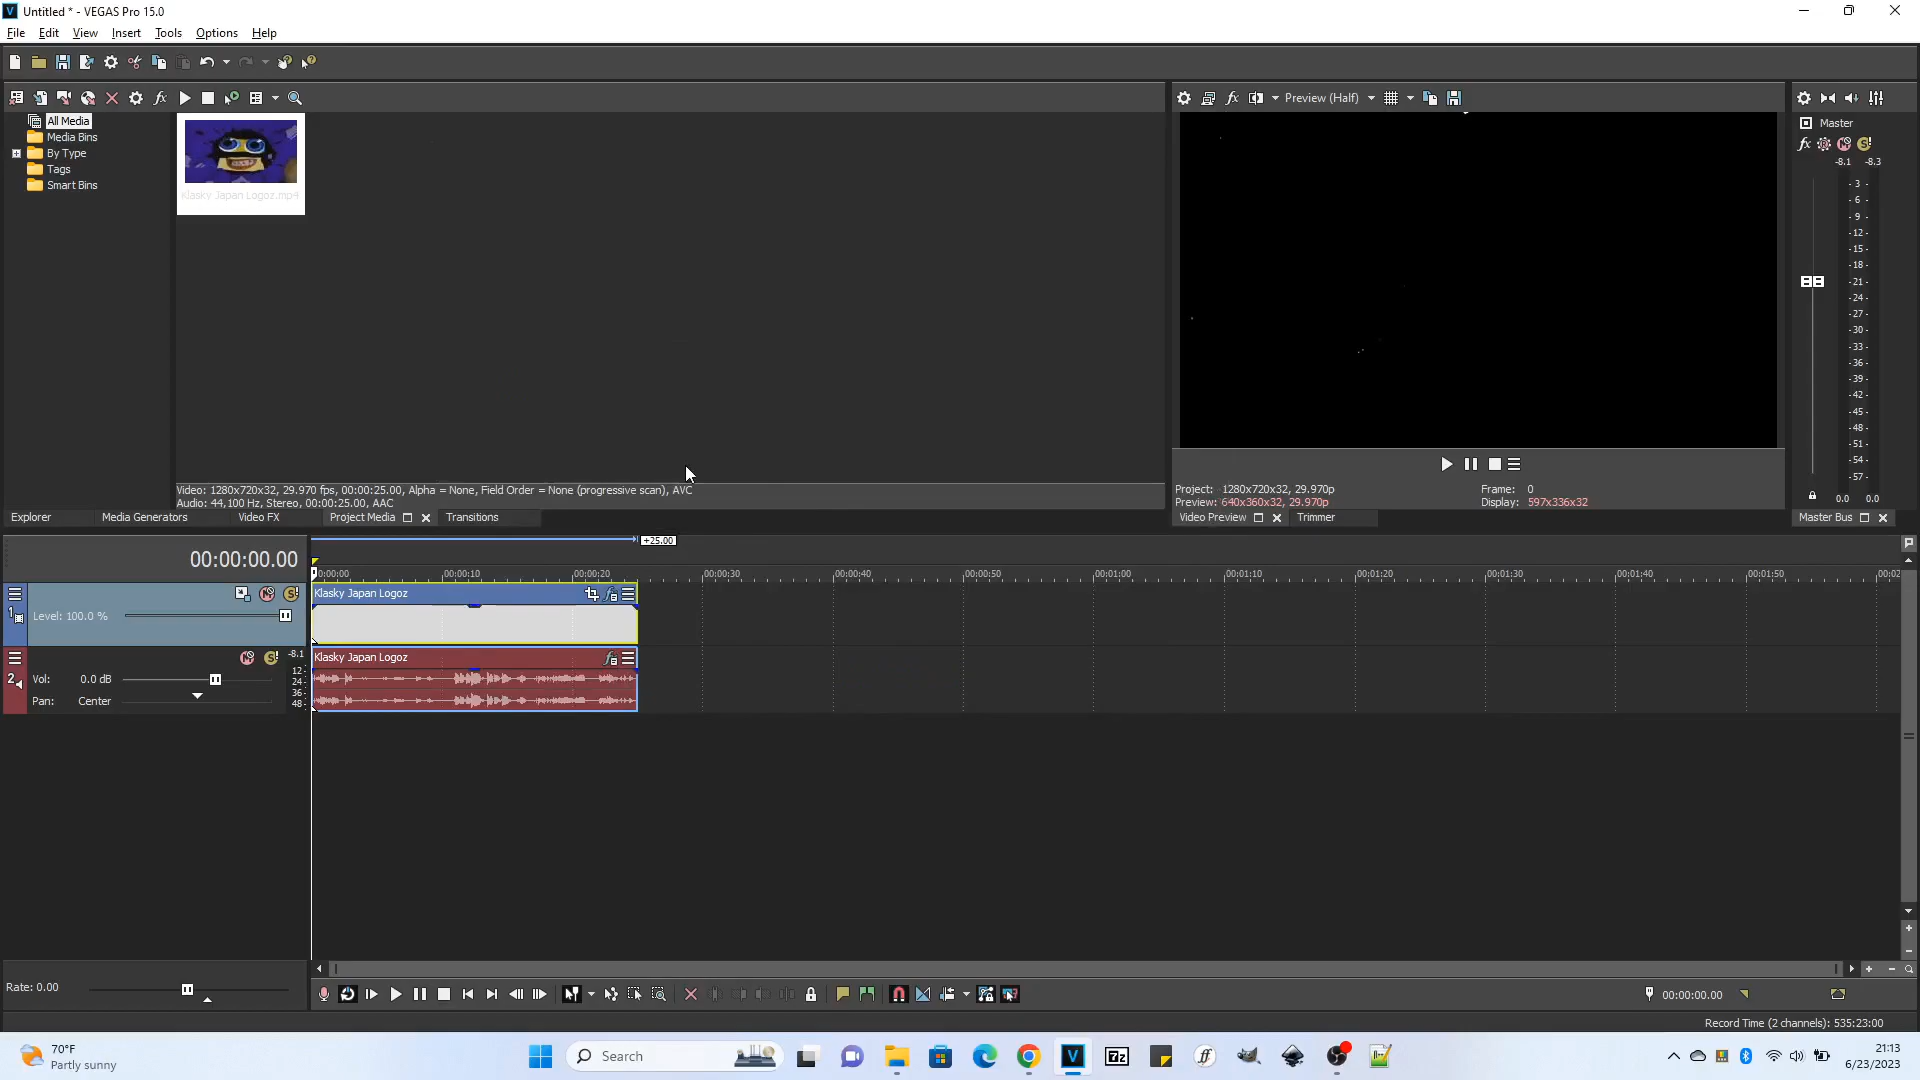 Untitled * - VEGAS Pro 15.0
File Edit View Insert Tools Options Help
Preview (Half)
All Media
Media Bins
By Type
Tags
Smart Bins
Klasky Japan Logoz.mp4
Master
-8.1 -8.3
- 3 -
- 6 -
- 9 -
-12-
-15-
-18-
-21-
-24-
-27-
-30-
-33-
-36-
-39-
-42-
-45-
-48-
-51-
-54-
-57-
0.0 0.0
Video: 1280x720x32, 29.970 fps, 00:00:25.00, Alpha = None, Field Order = None (progressive scan), AVC
Audio: 44,100 Hz, Stereo, 00:00:25.00, AAC
Project: 1280x720x32, 29.970p Frame: 0
Preview: 640x360x32, 29.970p Display: 597x336x32
Explorer Media Generators Video FX Project Media Transitions
Video Preview Trimmer
Master Bus
00:00:00.00
+25.00
0:00:00 00:00:10 00:00:20 00:00:30 00:00:40 00:00:50 00:01:00 00:01:10 00:01:20 00:01:30 00:01:40 00:01:50 00:02
1 Level: 100.0 %
Klasky Japan Logoz
Klasky Japan Logoz
2 Vol: 0.0 dB
Pan: Center
-8.1
12-
24-
36-
48-
Rate: 0.00
00:00:00.00
Record Time (2 channels): 535:23:00
70°F
Partly sunny
Search
7z
ff
21:13
6/23/2023